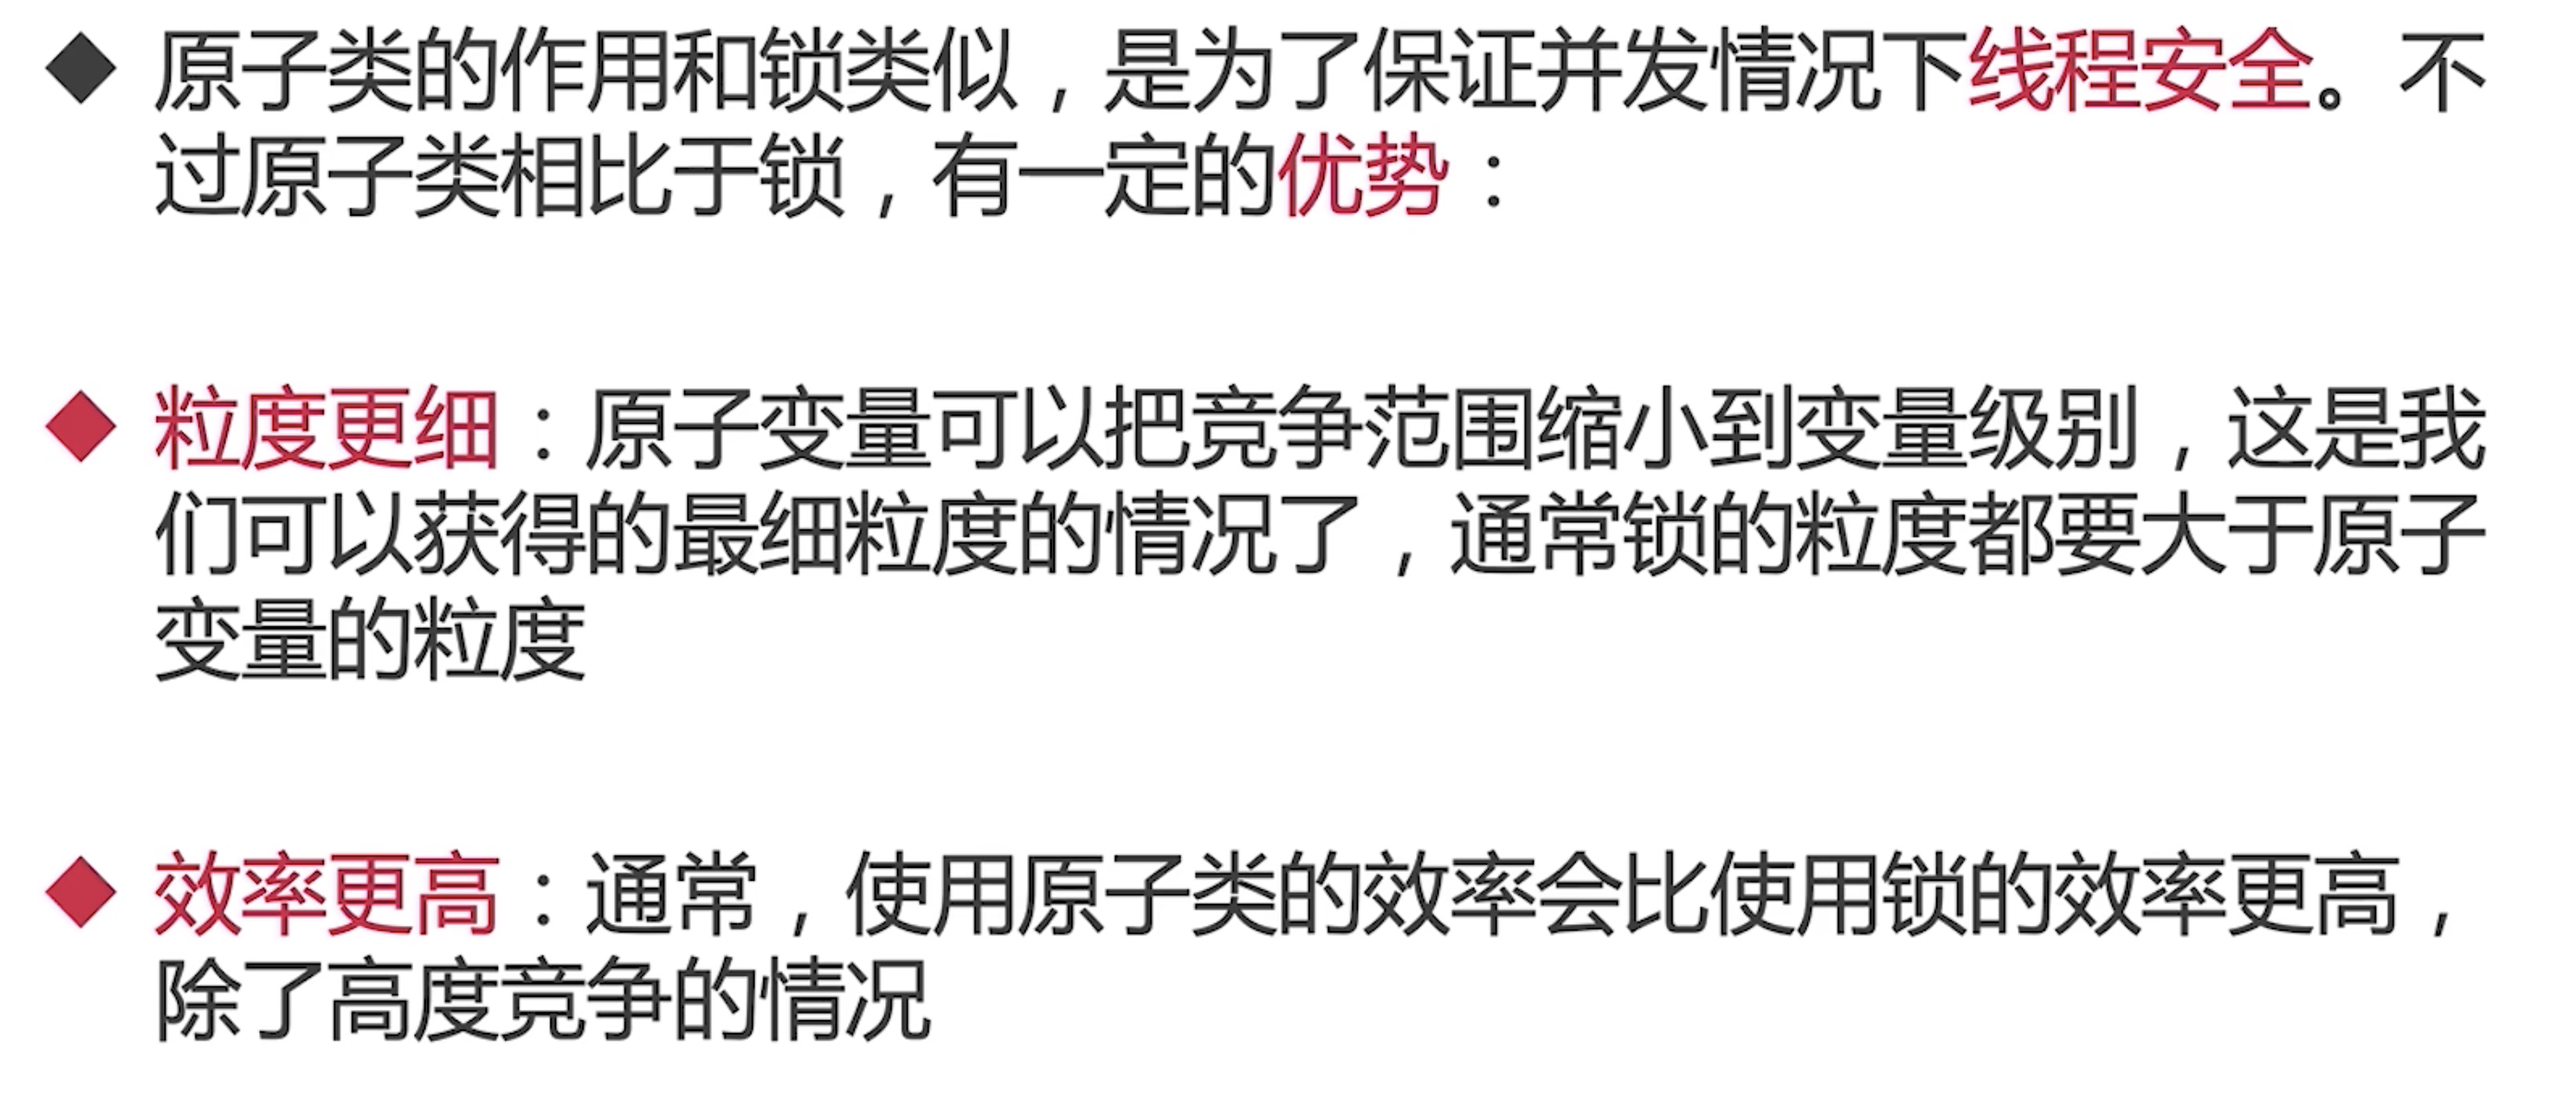 ◆ 原子类的作用和锁类似，是为了保证并发情况下线程安全。不
过原子类相比于锁，有一定的优势：
◆ 粒度更细：原子变量可以把竞争范围缩小到变量级别，这是我
们可以获得的最细粒度的情况了，通常锁的粒度都要大于原子
变量的粒度
◆ 效率更高：通常，使用原子类的效率会比使用锁的效率更高，
除了高度竞争的情况